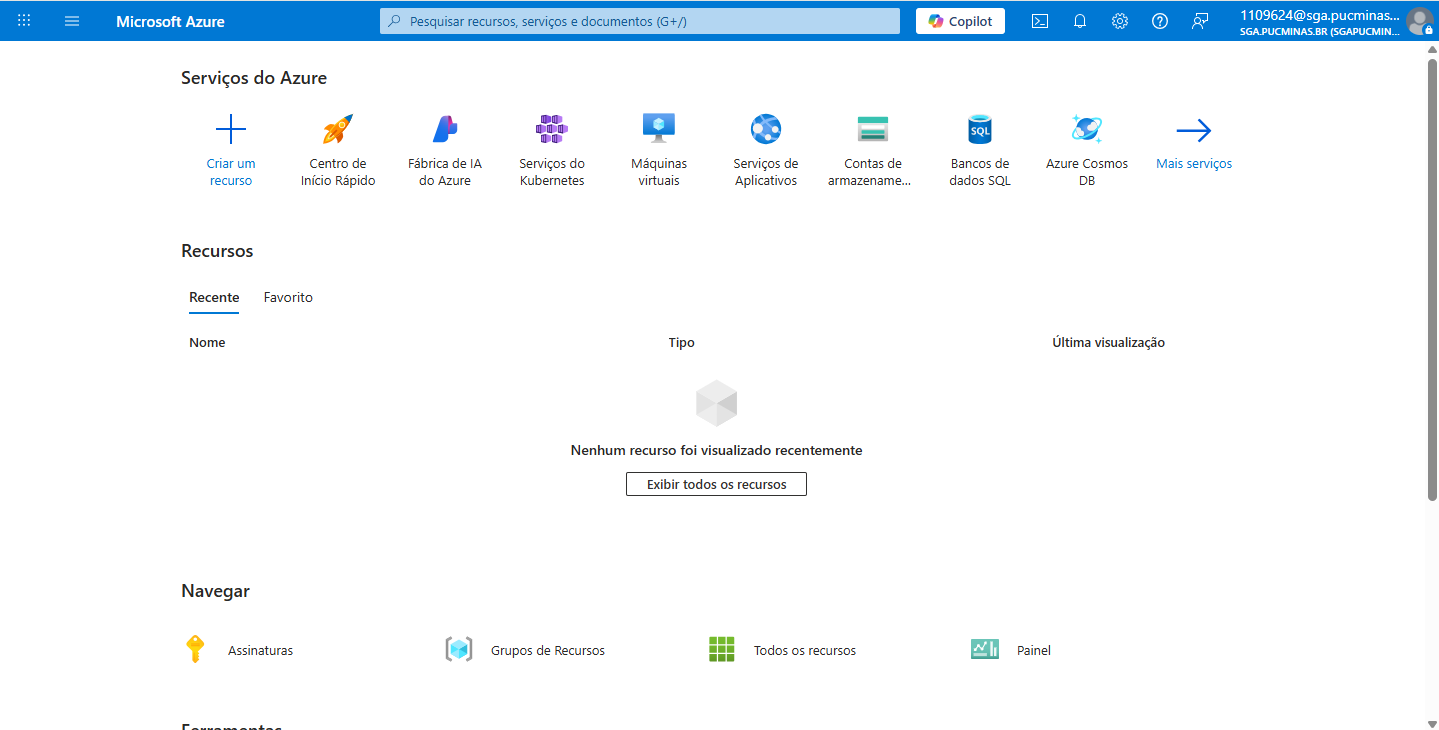 Microsoft Azure
Pesquisar recursos, serviços e documentos (G+/)
Copilot
1109624@sga.pucminas...
SGA.PUCMINAS.BR (SGAPUCMIN...
Serviços do Azure
Criar um
recurso
Centro de
Início Rápido
Fábrica de IA
do Azure
Serviços do
Kubernetes
Máquinas
virtuais
Serviços de
Aplicativos
Contas de
armazename...
SQL
Bancos de
dados SQL
Azure Cosmos
DB
Mais serviços
Recursos
Recente
Favorito
Nome
Tipo
Última visualização
Nenhum recurso foi visualizado recentemente
Exibir todos os recursos
Navegar
Assinaturas
Grupos de Recursos
Todos os recursos
Painel
Ferramentas